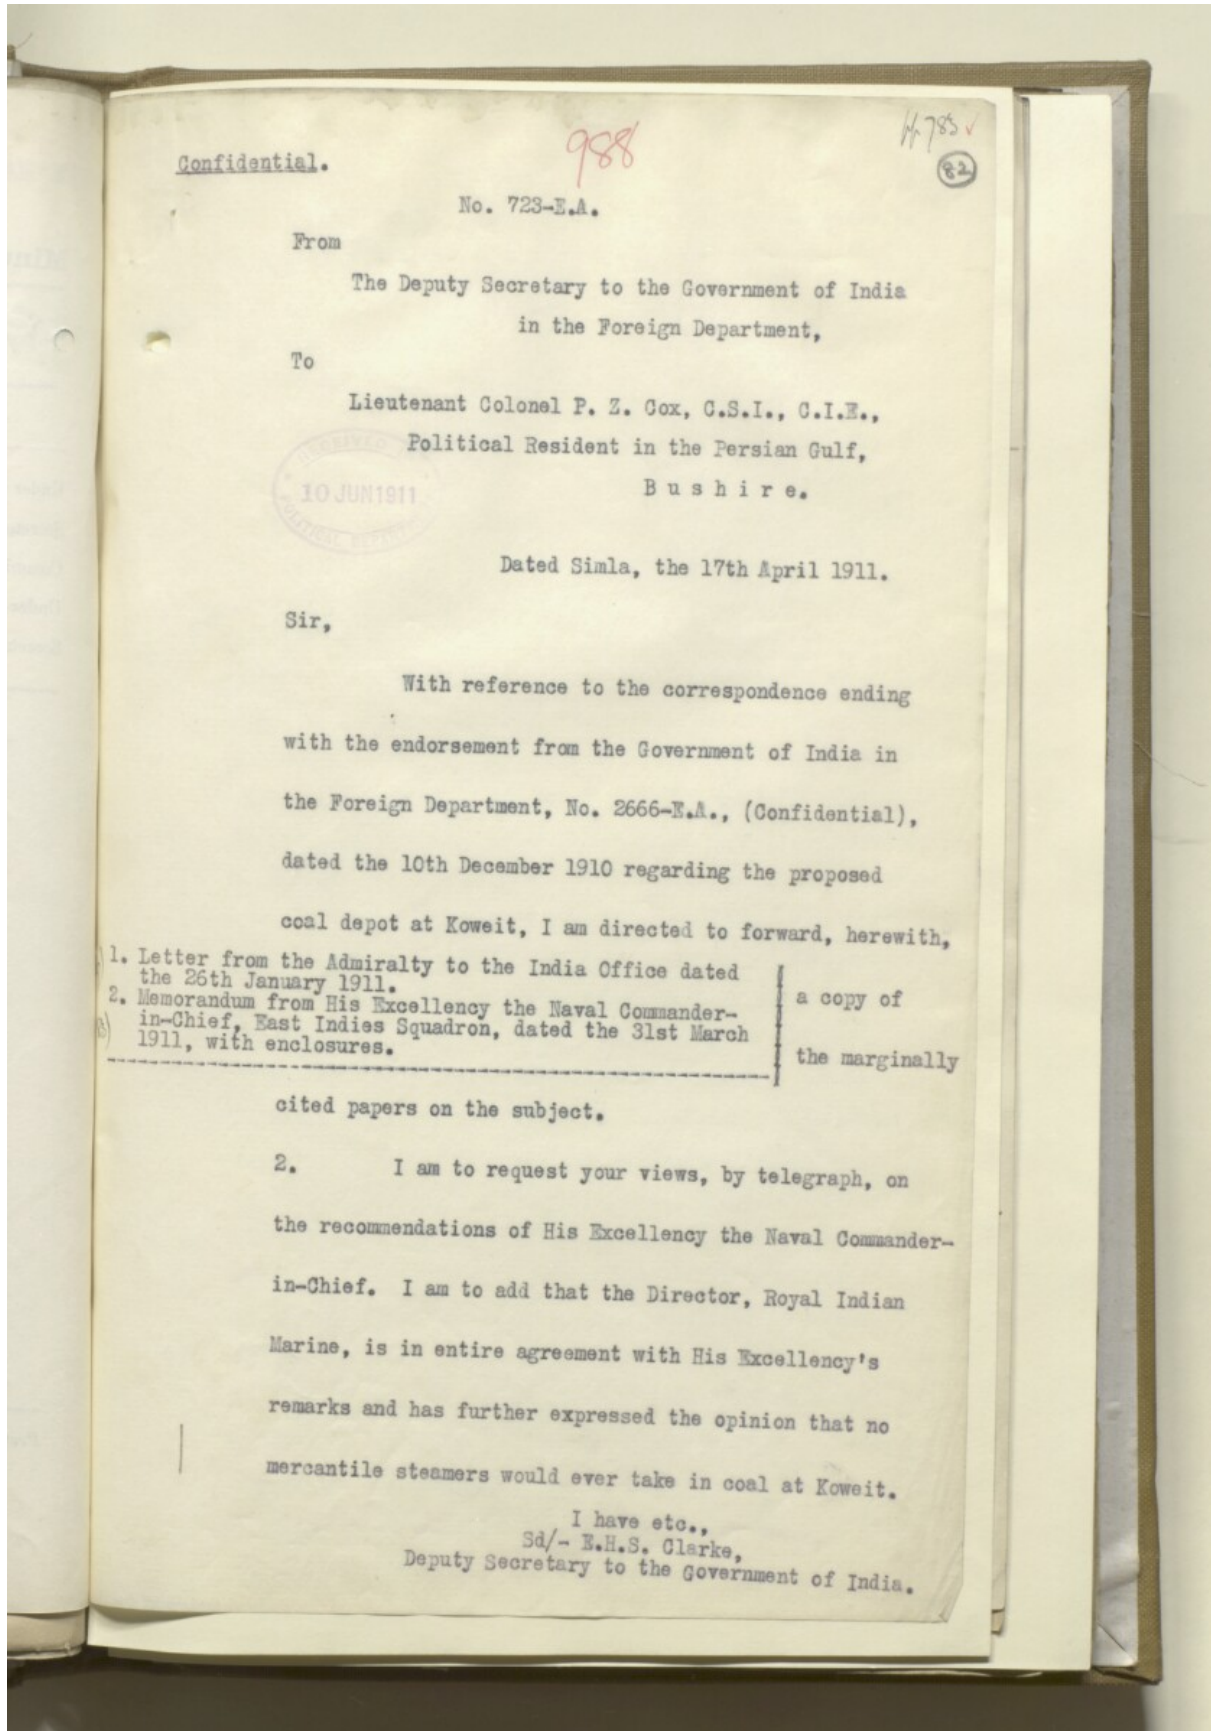 Confidential.
988
82
No. 723-E.A.
From
The Deputy Secretary to the Government of India
in the Foreign Department,
To
Lieutenant Colonel P. Z. Cox, C.S.I., C.I.E.,
Political Resident in the Persian Gulf,
Bushire.
RECEIVED
10 JUN 1911
POLITICAL
Dated Simla, the 17th April 1911.
Sir,
With reference to the correspondence ending
with the endorsement from the Government of India in
the Foreign Department, No. 2666-E.A., (Confidential),
dated the 10th December 1910 regarding the proposed
coal depot at Koweit, I am directed to forward, herewith,
1. Letter from the Admiralty to the India Office dated
the 26th January 1911.
2. Memorandum from His Excellency the Naval Commander-
in-Chief, East Indies Squadron, dated the 31st March
1911, with enclosures.
a copy of
the marginally
cited papers on the subject.
2. I am to request your views, by telegraph, on
the recommendations of His Excellency the Naval Commander-
in-Chief. I am to add that the Director, Royal Indian
Marine, is in entire agreement with His Excellency's
remarks and has further expressed the opinion that no
mercantile steamers would ever take in coal at Koweit.
I have etc.,
Sd/- E.H.S. Clarke,
Deputy Secretary to the Government of India.